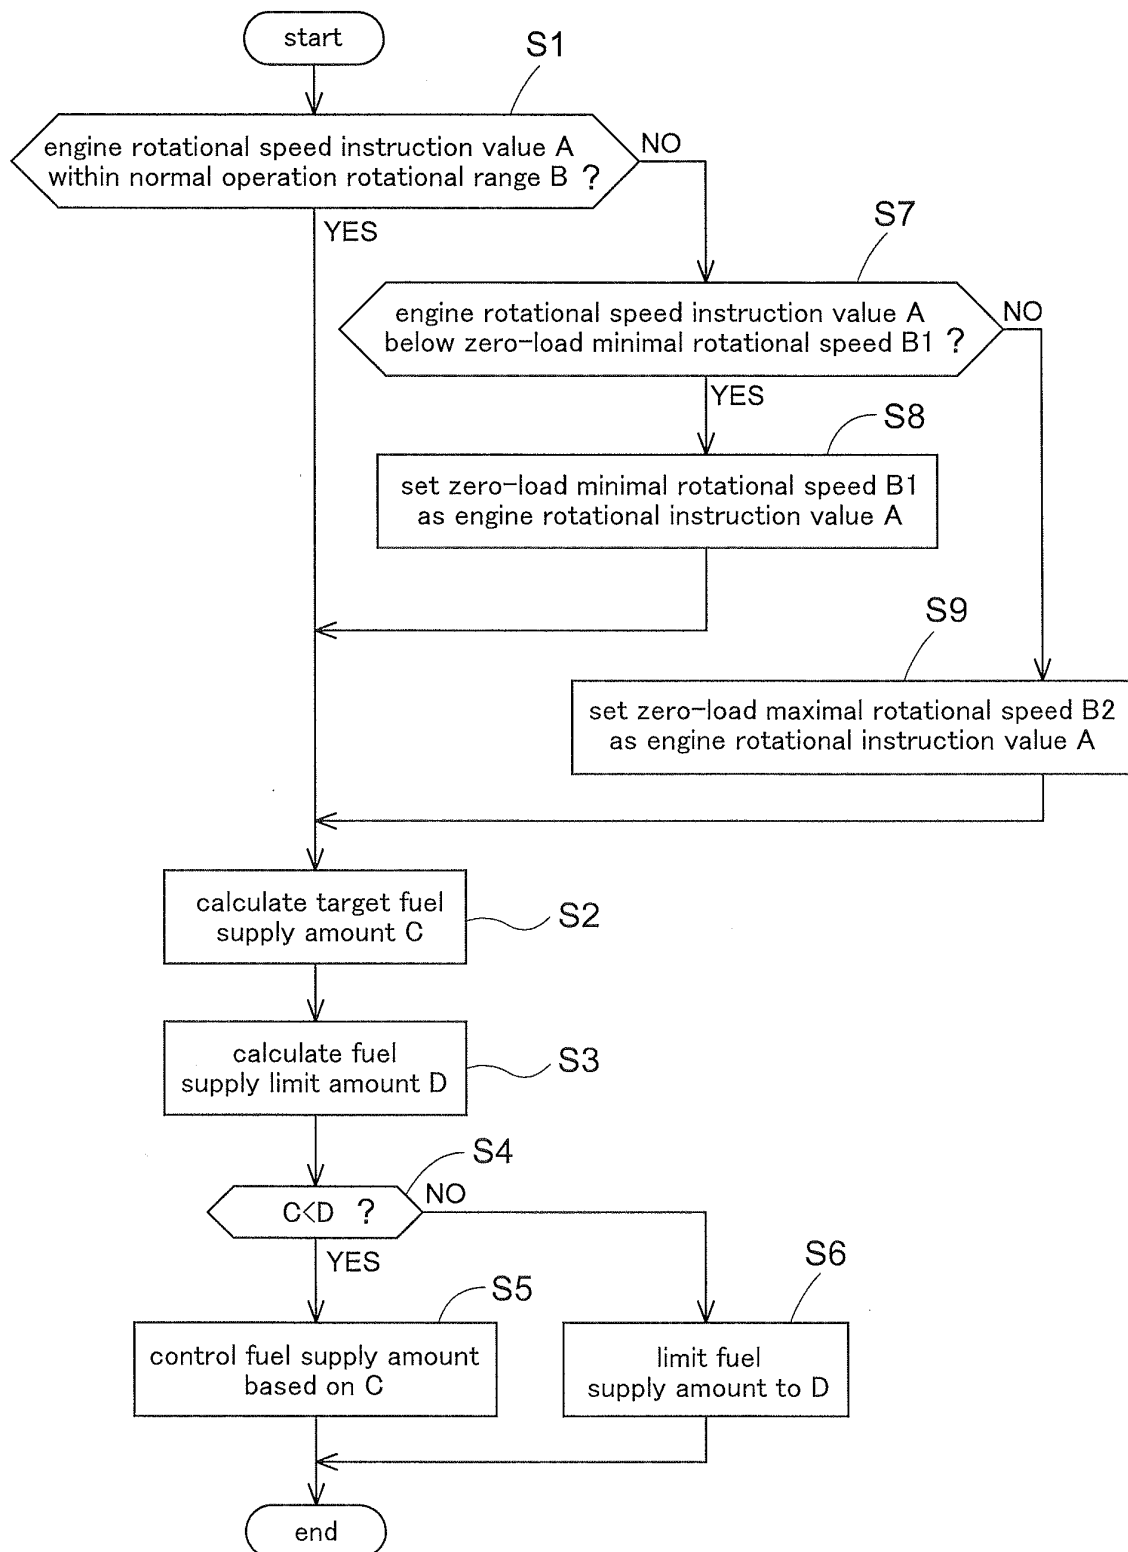 start
S1
engine rotational speed instruction value A
within normal operation rotational range B ?
NO
YES
S7
engine rotational speed instruction value A
below zero-load minimal rotational speed B1 ?
NO
YES
S8
set zero-load minimal rotational speed B1
as engine rotational instruction value A
S9
set zero-load maximal rotational speed B2
as engine rotational instruction value A
calculate target fuel
supply amount C
S2
calculate fuel
supply limit amount D
S3
S4
C<D ?
NO
YES
S5
control fuel supply amount
based on C
S6
limit fuel
supply amount to D
end